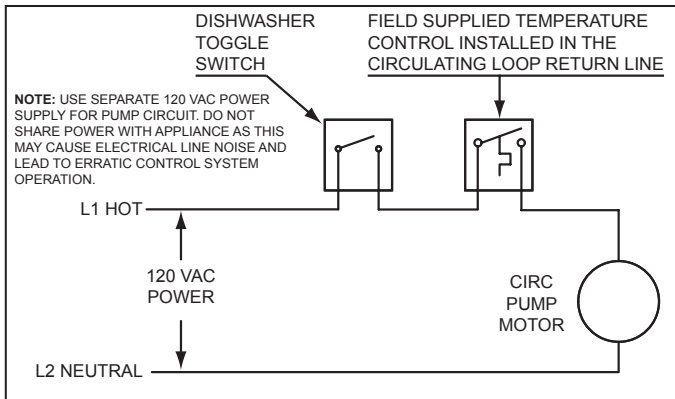 DISHWASHER
TOGGLE
SWITCH
FIELD SUPPLIED TEMPERATURE
CONTROL INSTALLED IN THE
CIRCULATING LOOP RETURN LINE
NOTE: USE SEPARATE 120 VAC POWER
SUPPLY FOR PUMP CIRCUIT. DO NOT
SHARE POWER WITH APPLIANCE AS THIS
MAY CAUSE ELECTRICAL LINE NOISE AND
LEAD TO ERRATIC CONTROL SYSTEM
OPERATION.
L1 HOT
120 VAC
POWER
CIRC
PUMP
MOTOR
L2 NEUTRAL